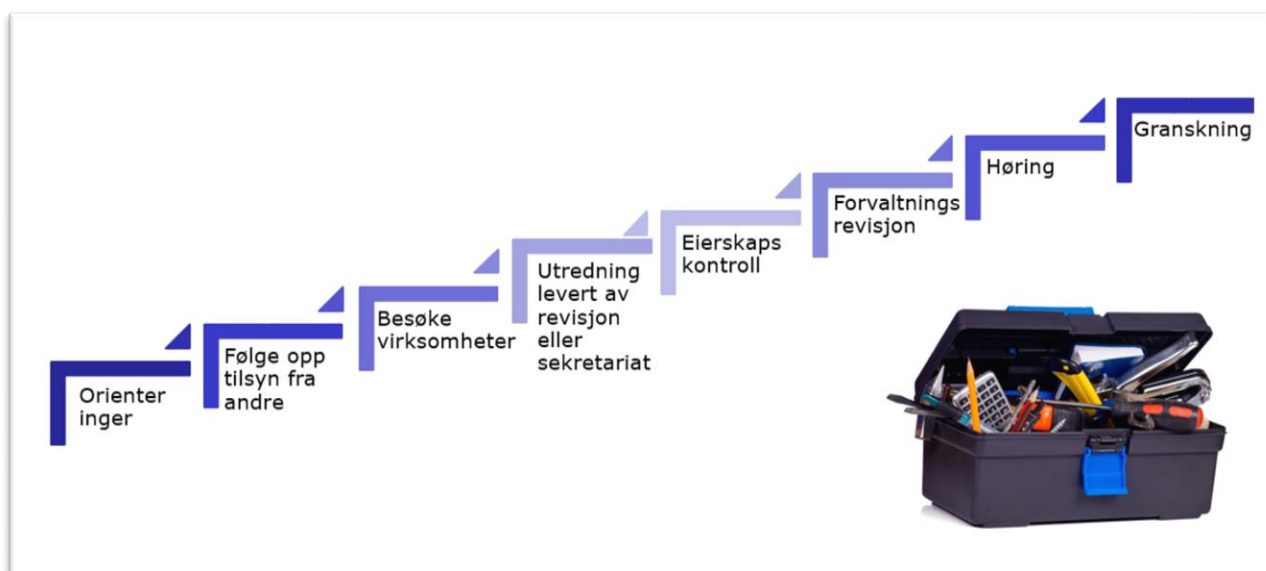 Orienter
inger
Følge opp
tilsyn fra
andre
Besøke
virksomheter
Utredning
levert av
revisjon
eller
sekretariat
Eierskaps
kontroll
Forvaltnings
revisjon
Høring
Granskning